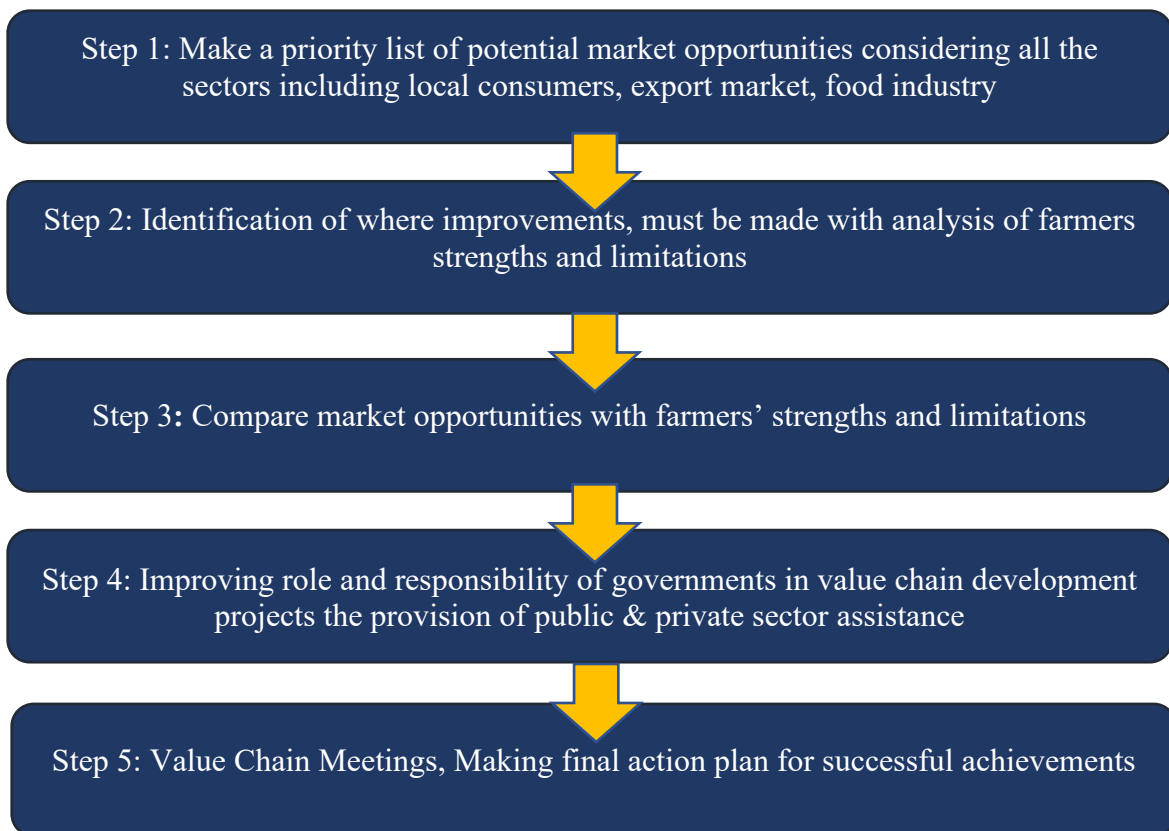 Step 1: Make a priority list of potential market opportunities considering all the
sectors including local consumers, export market, food industry
Step 2: Identification of where improvements, must be made with analysis of farmers
strengths and limitations
Step 3: Compare market opportunities with farmers’ strengths and limitations
Step 4: Improving role and responsibility of governments in value chain development
projects the provision of public & private sector assistance
Step 5: Value Chain Meetings, Making final action plan for successful achievements